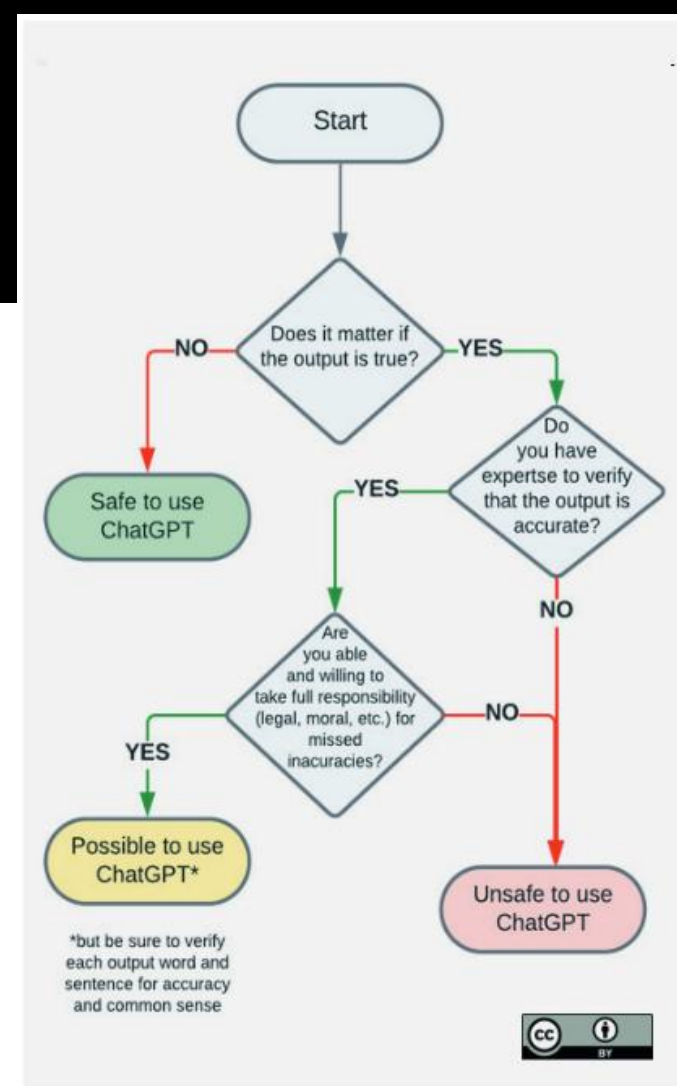 Start
Does it matter if
the output is true?
NO
YES
Do
you have
expertse to verify
that the output is
accurate?
Safe to use
ChatGPT
YES
NO
Are
you able
and willing to
take full responsibility
(legal, moral, etc.) for
missed
inacuracies?
YES
NO
Possible to use
ChatGPT*
Unsafe to use
ChatGPT
*but be sure to verify
each output word and
sentence for accuracy
and common sense
cc
BY